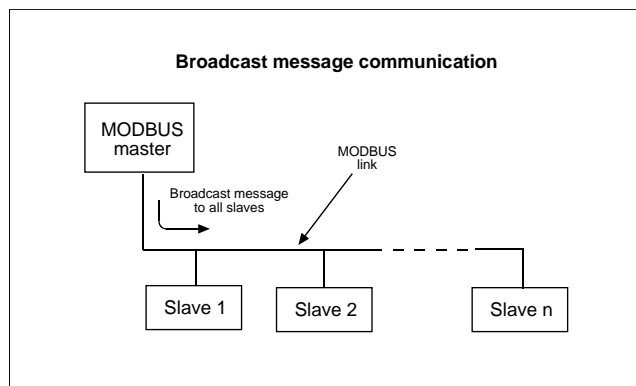 Broadcast message communication
MODBUS
master
MODBUS
link
Broadcast message
to all slaves
Slave 1
Slave 2
Slave n